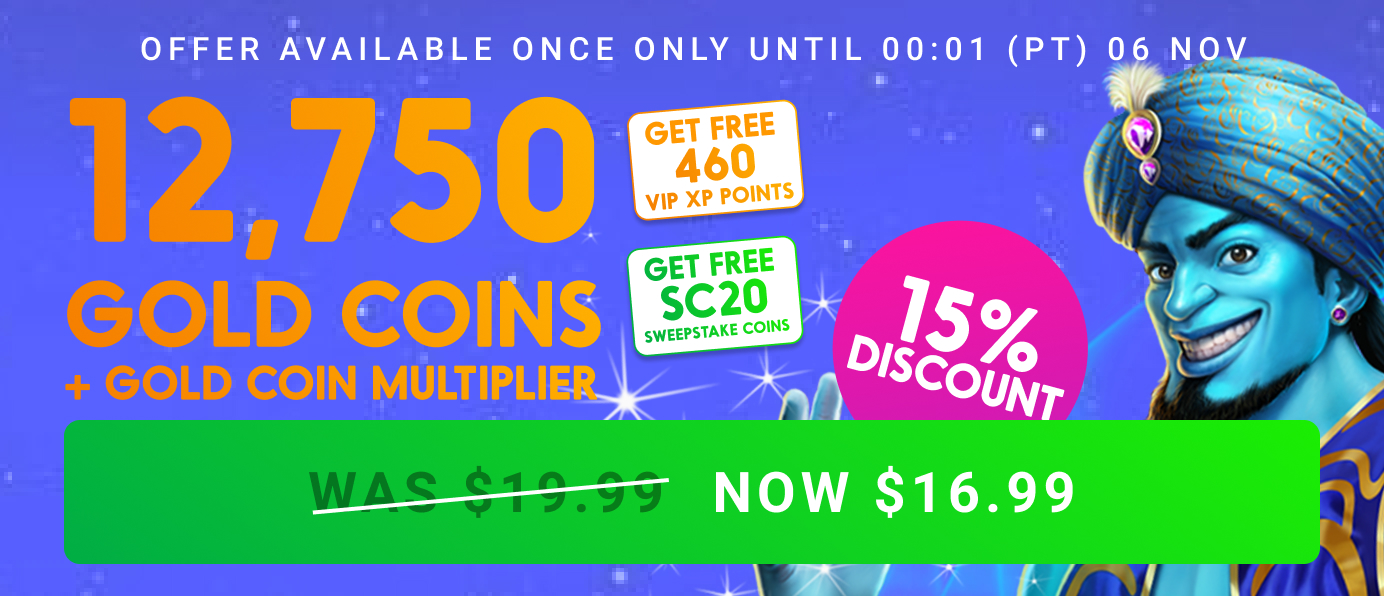 OFFER AVAILABLE ONCE ONLY UNTIL 00:01 (PT) 06 NOV
12,750
GOLD COINS
+ GOLD COIN MULTIPLIER
GET FREE
460
VIP XP POINTS
GET FREE
SC20
SWEEPSTAKE COINS
15%
DISCOUNT
WAS $19.99 NOW $16.99